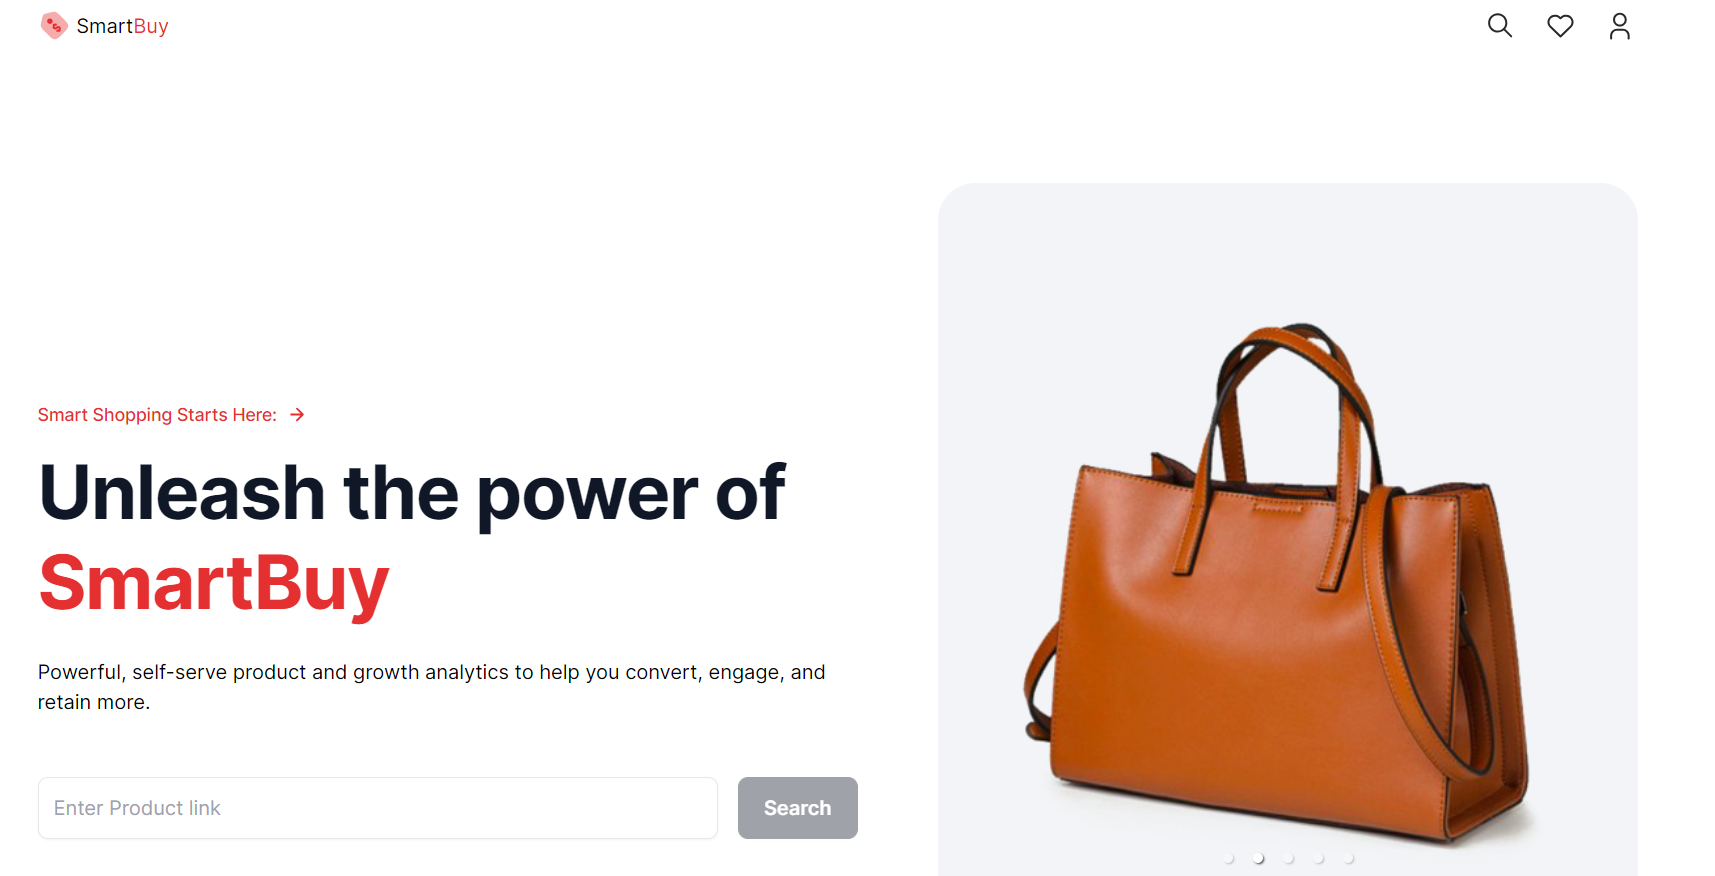 SmartBuy
Smart Shopping Starts Here:
Unleash the power of
SmartBuy
Powerful, self-serve product and growth analytics to help you convert, engage, and
retain more.
Enter Product link
Search